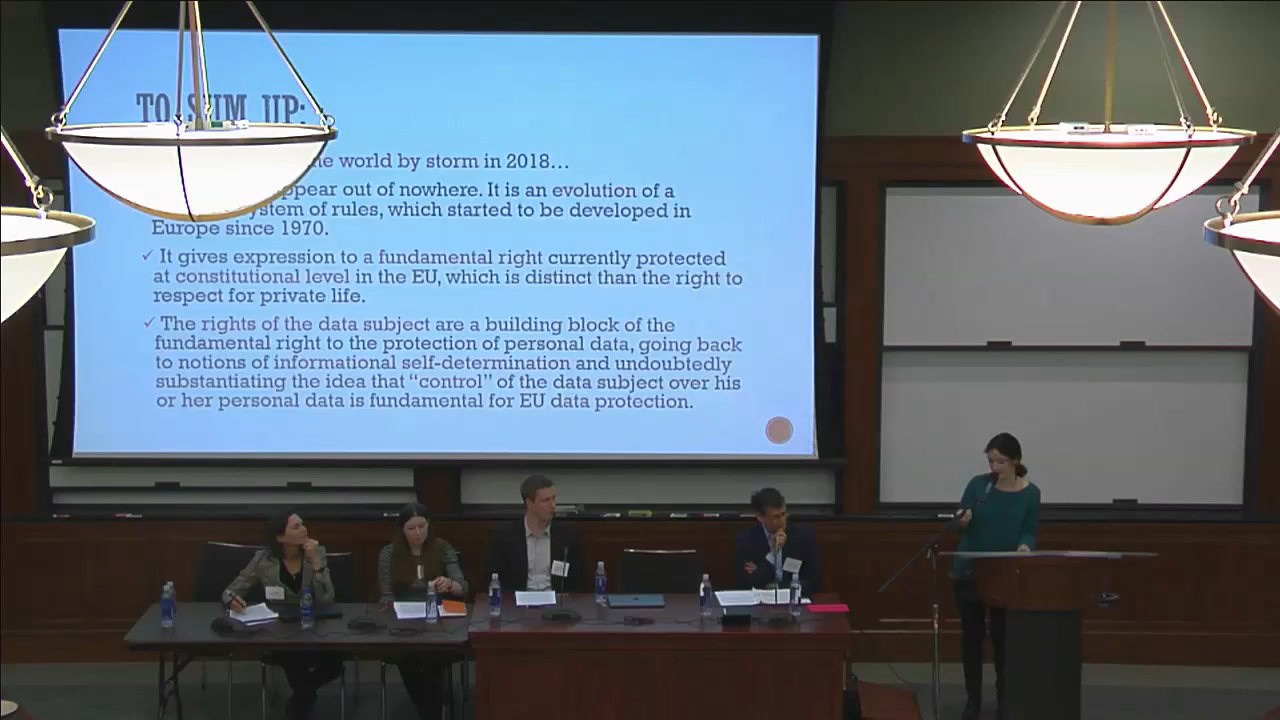 TO SUM UP:
the world by storm in 2018…
appear out of nowhere. It is an evolution of a
system of rules, which started to be developed in
Europe since 1970.
✓ It gives expression to a fundamental right currently protected
at constitutional level in the EU, which is distinct than the right to
respect for private life.
✓ The rights of the data subject are a building block of the
fundamental right to the protection of personal data, going back
to notions of informational self-determination and undoubtedly
substantiating the idea that “control” of the data subject over his
or her personal data is fundamental for EU data protection.